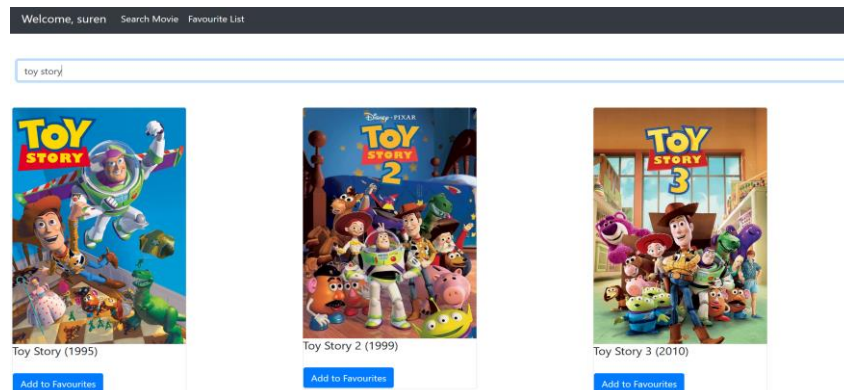 Welcome, suren Search Movie Favourite List
toy story
TOY
STORY
Disney · PIXAR
TOY
STORY
2
TOY
STORY
3
Toy Story (1995)
Toy Story 2 (1999)
Toy Story 3 (2010)
Add to Favourites
Add to Favourites
Add to Favourites